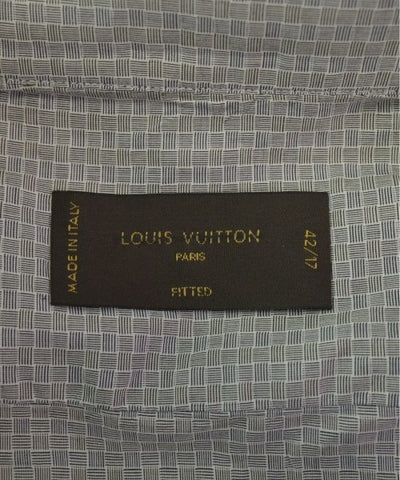 MADE IN ITALY
LOUIS VUITTON
PARIS
FITTED
42/17